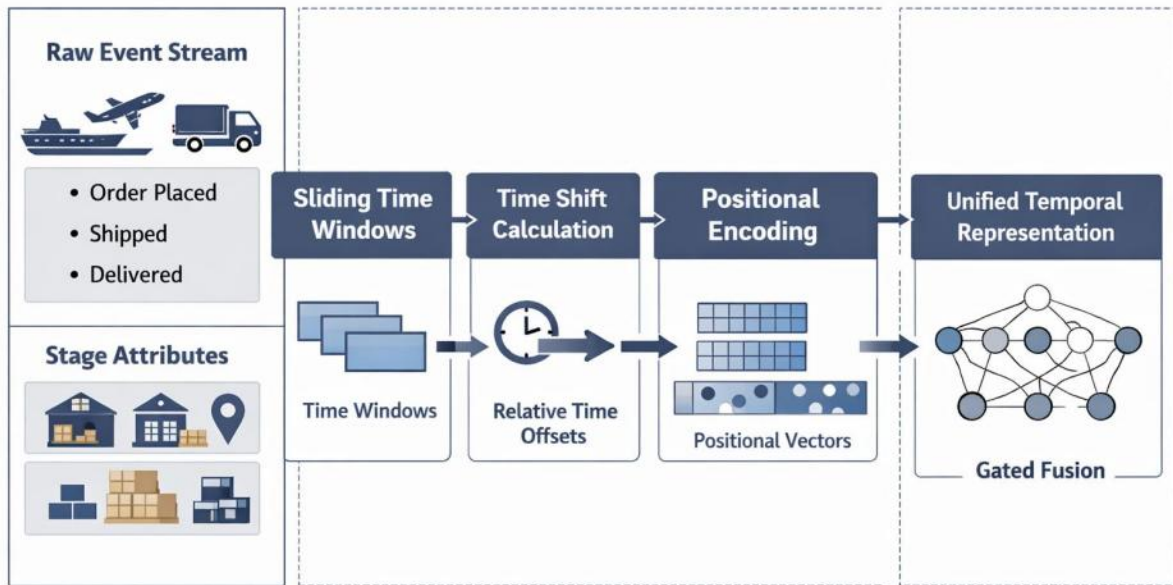 Raw Event Stream
• Order Placed
• Shipped
• Delivered
Stage Attributes
Sliding Time
Windows
Time Windows
Time Shift
Calculation
Relative Time
Offsets
Positional
Encoding
Positional Vectors
Unified Temporal
Representation
Gated Fusion